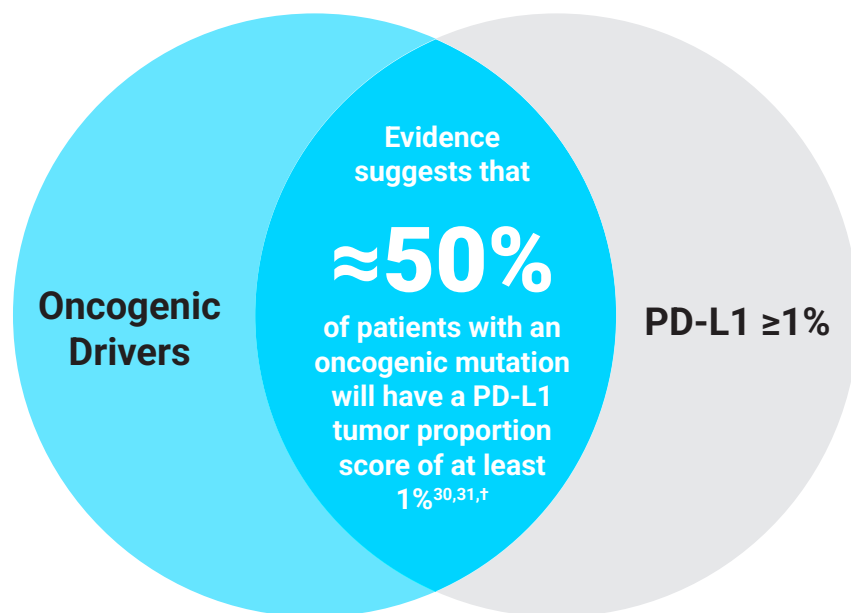 Oncogenic
Drivers
Evidence
suggests that
≈50%
of patients with an
oncogenic mutation
will have a PD-L1
tumor proportion
score of at least
1%30,31,†
PD-L1 ≥1%